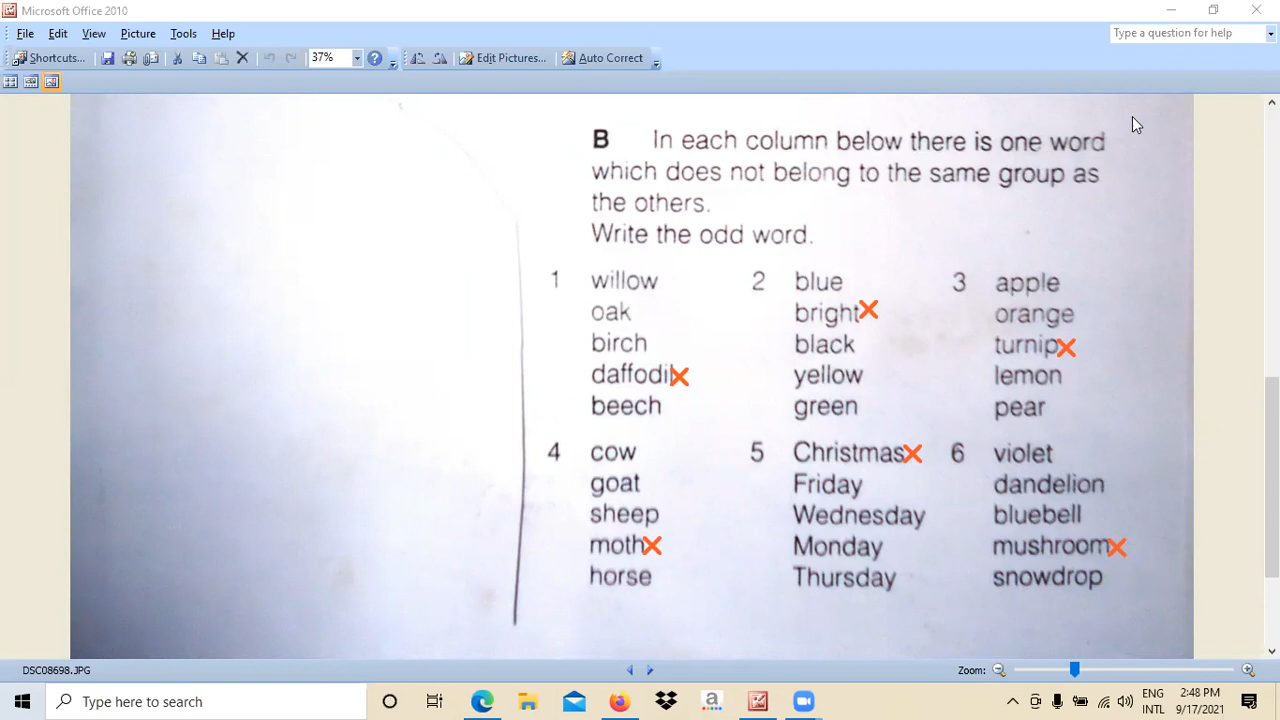 Microsoft Office 2010
File Edit View Picture Tools Help
Type a question for help
Shortcuts... 37% Edit Pictures... Auto Correct
B In each column below there is one word
which does not belong to the same group as
the others.
Write the odd word.
1 willow 2 blue 3 apple
oak bright orange
birch black turnip
daffodil yellow lemon
beech green pear
4 cow 5 Christmas 6 violet
goat Friday dandelion
sheep Wednesday bluebell
moth Monday mushroom
horse Thursday snowdrop
DSC08698.JPG Zoom:
Type here to search
ENG 2:48 PM
INTL 9/17/2021